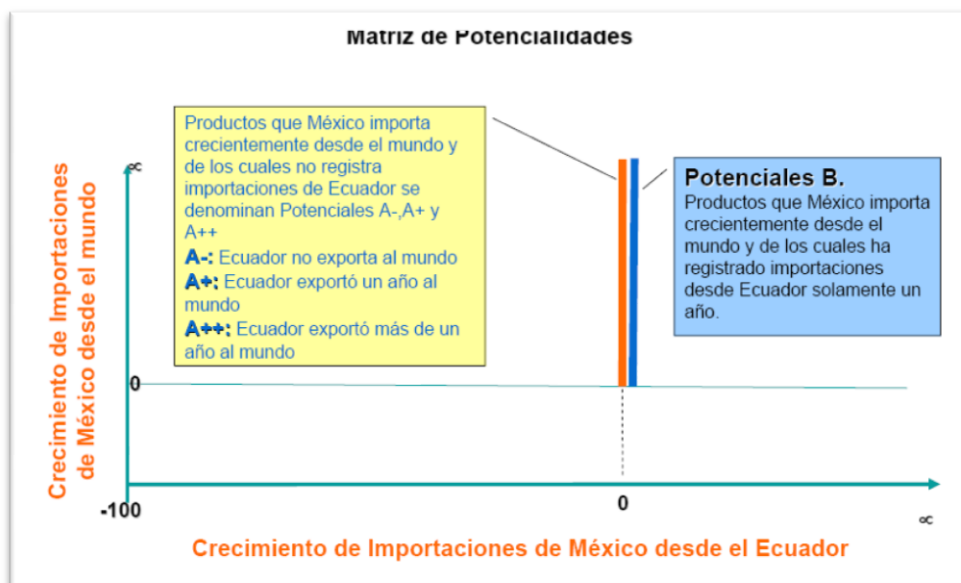 Matriz de Potencialidades
Productos que México importa
crecientemente desde el mundo y
de los cuales no registra
importaciones de Ecuador se
denominan Potenciales A-,A+ y
A++
A-: Ecuador no exporta al mundo
A+: Ecuador exportó un año al
mundo
A++: Ecuador exportó más de un
año al mundo
Potenciales B.
Productos que México importa
crecientemente desde el
mundo y de los cuales ha
registrado importaciones
desde Ecuador solamente un
año.
Crecimiento de Importaciones
de México desde el mundo
∝
0
-100
0
∝
Crecimiento de Importaciones de México desde el Ecuador